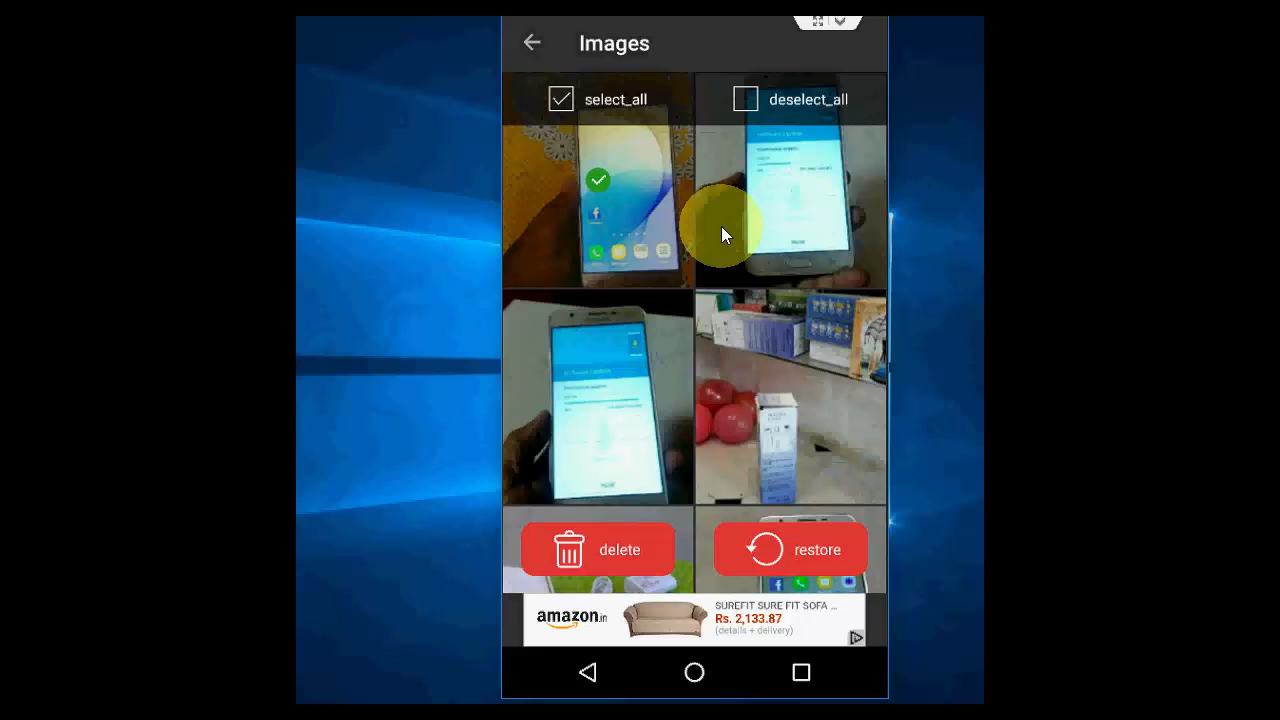 Images
select_all
deselect_all
delete
restore
amazon.in
SUREFIT SURE FIT SOFA ...
Rs. 2,133.87
(details + delivery)